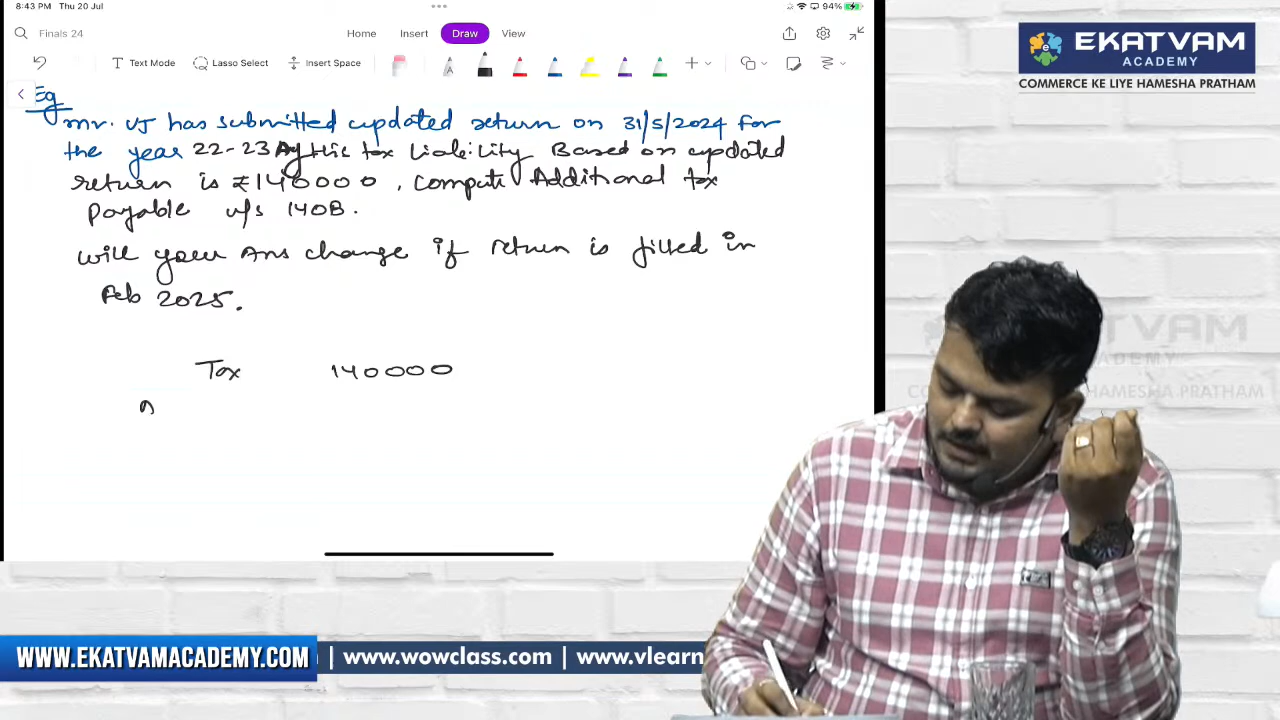 8:43 PM Thu 20 Jul
94%
Finals 24
Home Insert Draw View
Text Mode Lasso Select Insert Space
Eg
Mr. VJ has submitted updated return on 31/5/2024 for
the year 22-23 Ay His tax Liability Based on updated
return is ₹140000, Compute Additional tax
Payable u/s 140B.
will your Ans change if return is filled in
Feb 2025.
Tax 140000
EKATVAM
ACADEMY
COMMERCE KE LIYE HAMESHA PRATHAM
EKATVAM
HAMESHA PRATHAM
WWW.EKATVAMACADEMY.COM | www.wowclass.com | www.vlearn